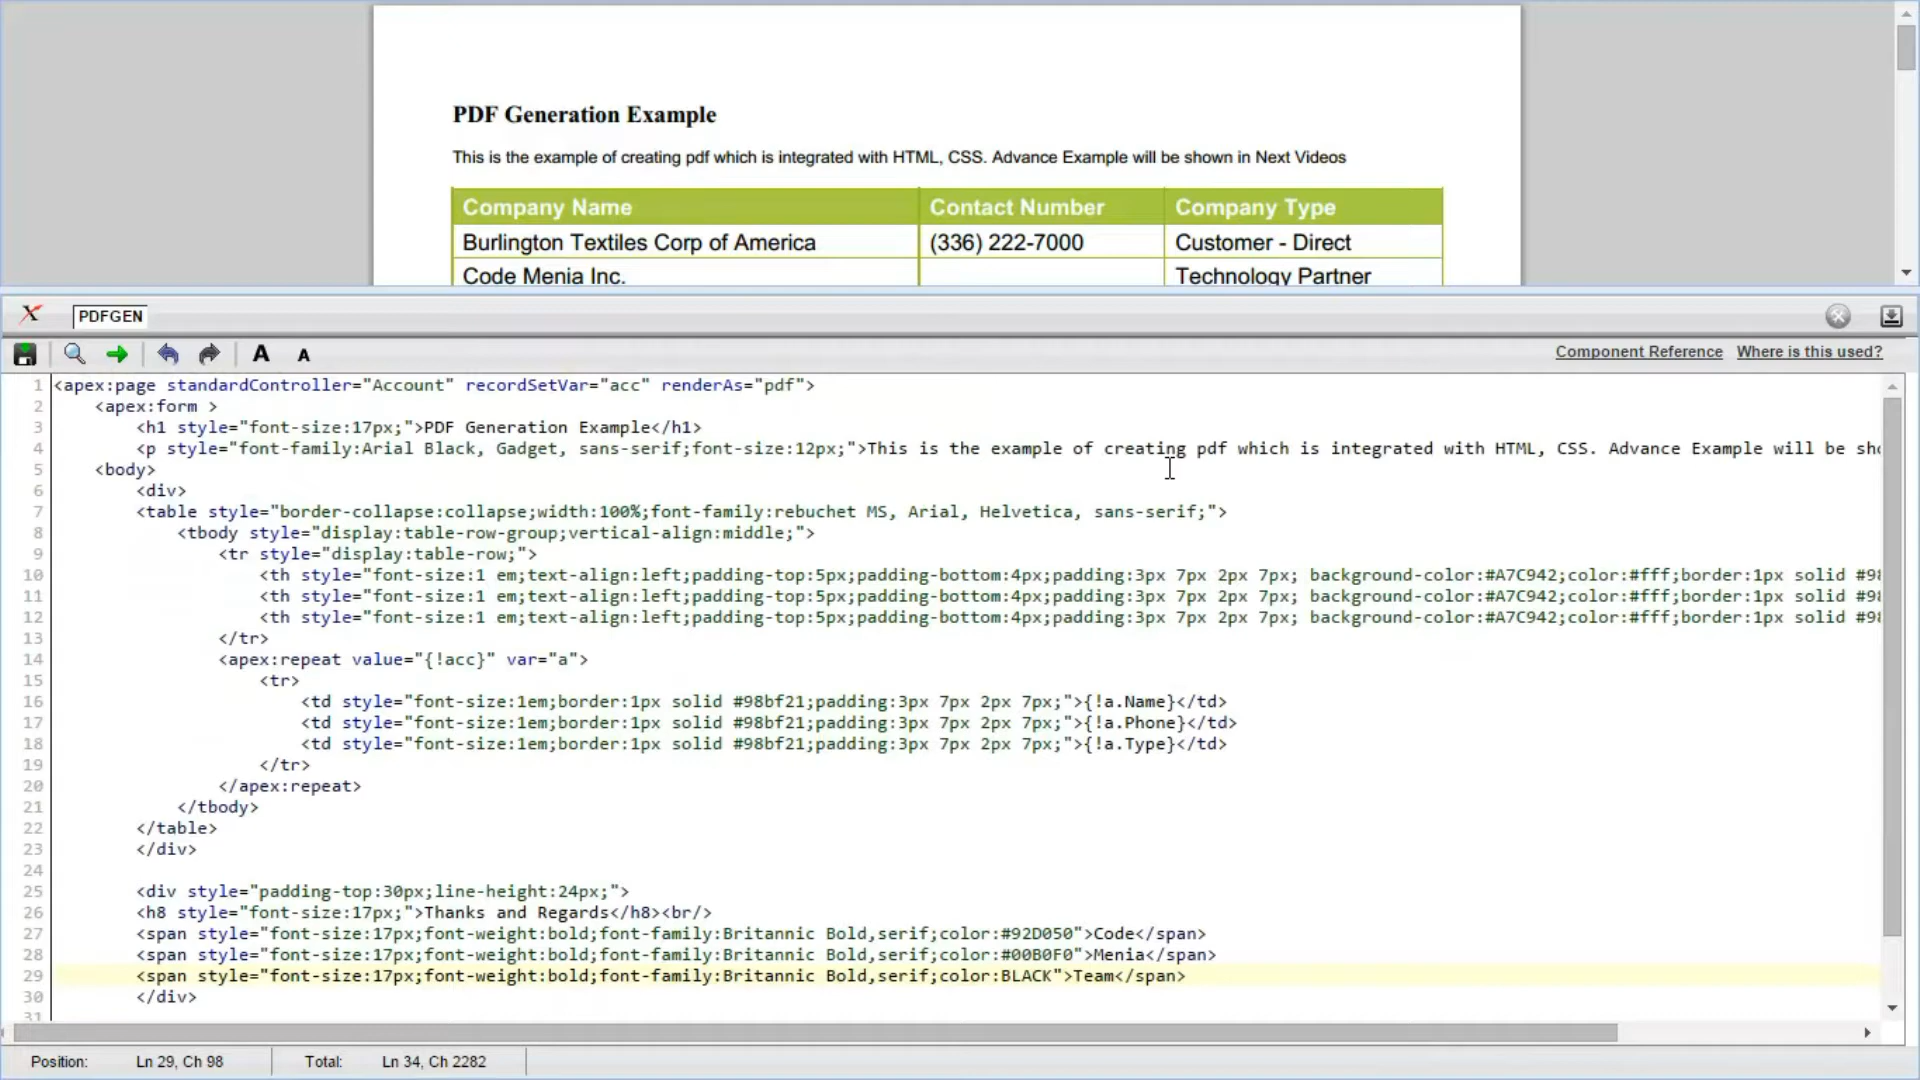 PDF Generation Example
This is the example of creating pdf which is integrated with HTML, CSS. Advance Example will be shown in Next Videos
Company Name Contact Number Company Type
Burlington Textiles Corp of America (336) 222-7000 Customer - Direct
Code Menia Inc. Technology Partner
PDFGEN
A A Component Reference Where is this used?
1 <apex:page standardController="Account" recordSetVar="acc" renderAs="pdf">
2 <apex:form >
3 <h1 style="font-size:17px;">PDF Generation Example</h1>
4 <p style="font-family:Arial Black, Gadget, sans-serif;font-size:12px;">This is the example of creating pdf which is integrated with HTML, CSS. Advance Example will be sho
5 <body>
6 <div>
7 <table style="border-collapse:collapse;width:100%;font-family:rebuchet MS, Arial, Helvetica, sans-serif;">
8 <tbody style="display:table-row-group;vertical-align:middle;">
9 <tr style="display:table-row;">
10 <th style="font-size:1 em;text-align:left;padding-top:5px;padding-bottom:4px;padding:3px 7px 2px 7px; background-color:#A7C942;color:#fff;border:1px solid #98
11 <th style="font-size:1 em;text-align:left;padding-top:5px;padding-bottom:4px;padding:3px 7px 2px 7px; background-color:#A7C942;color:#fff;border:1px solid #98
12 <th style="font-size:1 em;text-align:left;padding-top:5px;padding-bottom:4px;padding:3px 7px 2px 7px; background-color:#A7C942;color:#fff;border:1px solid #98
13 </tr>
14 <apex:repeat value="{!acc}" var="a">
15 <tr>
16 <td style="font-size:1em;border:1px solid #98bf21;padding:3px 7px 2px 7px;">{!a.Name}</td>
17 <td style="font-size:1em;border:1px solid #98bf21;padding:3px 7px 2px 7px;">{!a.Phone}</td>
18 <td style="font-size:1em;border:1px solid #98bf21;padding:3px 7px 2px 7px;">{!a.Type}</td>
19 </tr>
20 </apex:repeat>
21 </tbody>
22 </table>
23 </div>
24
25 <div style="padding-top:30px;line-height:24px;">
26 <h8 style="font-size:17px;">Thanks and Regards</h8><br/>
27 <span style="font-size:17px;font-weight:bold;font-family:Britannic Bold,serif;color:#92D050">Code</span>
28 <span style="font-size:17px;font-weight:bold;font-family:Britannic Bold,serif;color:#00B0F0">Menia</span>
29 <span style="font-size:17px;font-weight:bold;font-family:Britannic Bold,serif;color:BLACK">Team</span>
30 </div>
31
Position: Ln 29, Ch 98 Total: Ln 34, Ch 2282